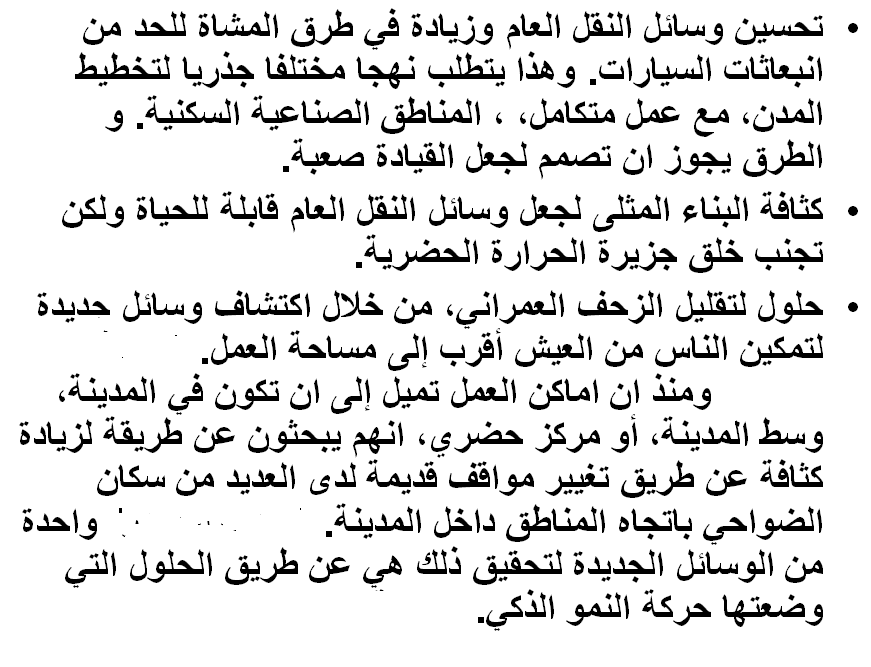 • تحسين وسائل النقل العام وزيادة في طرق المشاة للحد من
انبعاثات السيارات. وهذا يتطلب نهجا مختلفا جذريا لتخطيط
المدن، مع عمل متكامل، ، المناطق الصناعية السكنية. و
الطرق يجوز ان تصمم لجعل القيادة صعبة.
• كثافة البناء المثلى لجعل وسائل النقل العام قابلة للحياة ولكن
تجنب خلق جزيرة الحرارة الحضرية.
• حلول لتقليل الزحف العمراني، من خلال اكتشاف وسائل جديدة
لتمكين الناس من العيش أقرب إلى مساحة العمل.
ومنذ ان اماكن العمل تميل إلى ان تكون في المدينة،
وسط المدينة، أو مركز حضري، انهم يبحثون عن طريقة لزيادة
كثافة عن طريق تغيير مواقف قديمة لدى العديد من سكان
الضواحي باتجاه المناطق داخل المدينة. واحدة
من الوسائل الجديدة لتحقيق ذلك هي عن طريق الحلول التي
وضعتها حركة النمو الذكي.